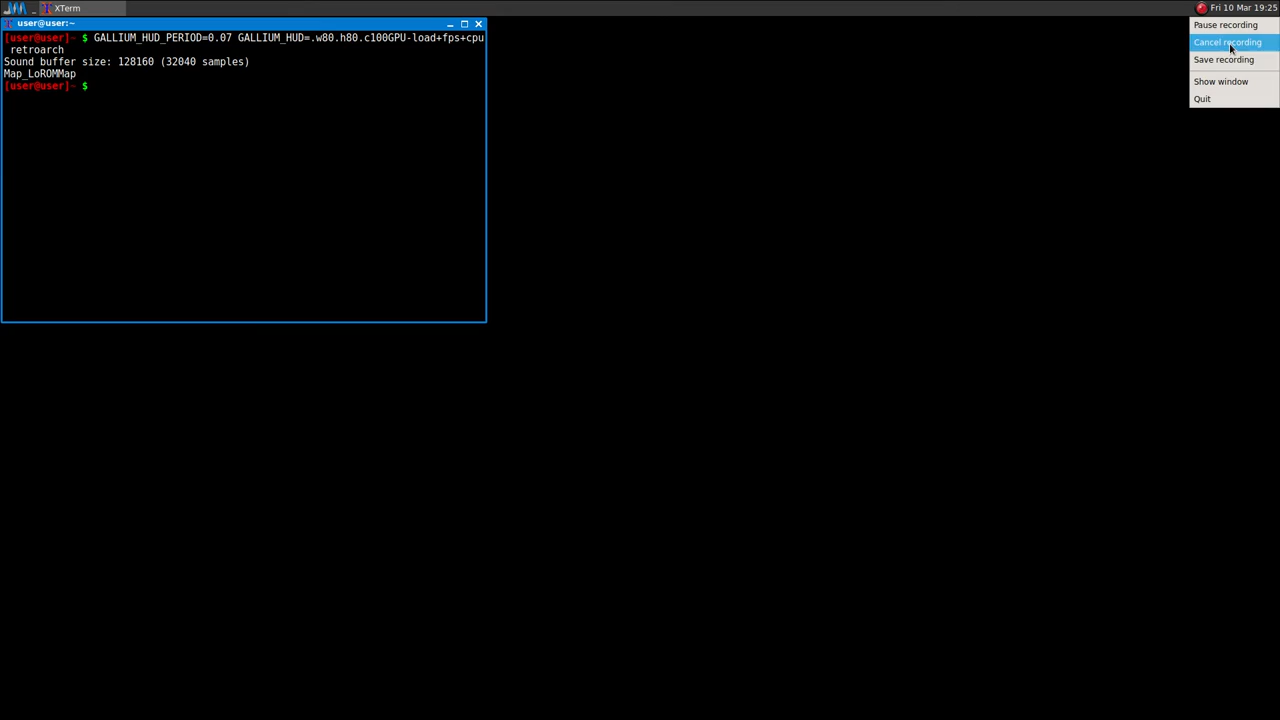 XTerm
Fri 10 Mar 19:25
user@user:~
[user@user]~ $ GALLIUM_HUD_PERIOD=0.07 GALLIUM_HUD=.w80.h80.c100GPU-load+fps+cpu
retroarch
Sound buffer size: 128160 (32040 samples)
Map_LoROMMap
[user@user]~ $
Pause recording
Cancel recording
Save recording
Show window
Quit